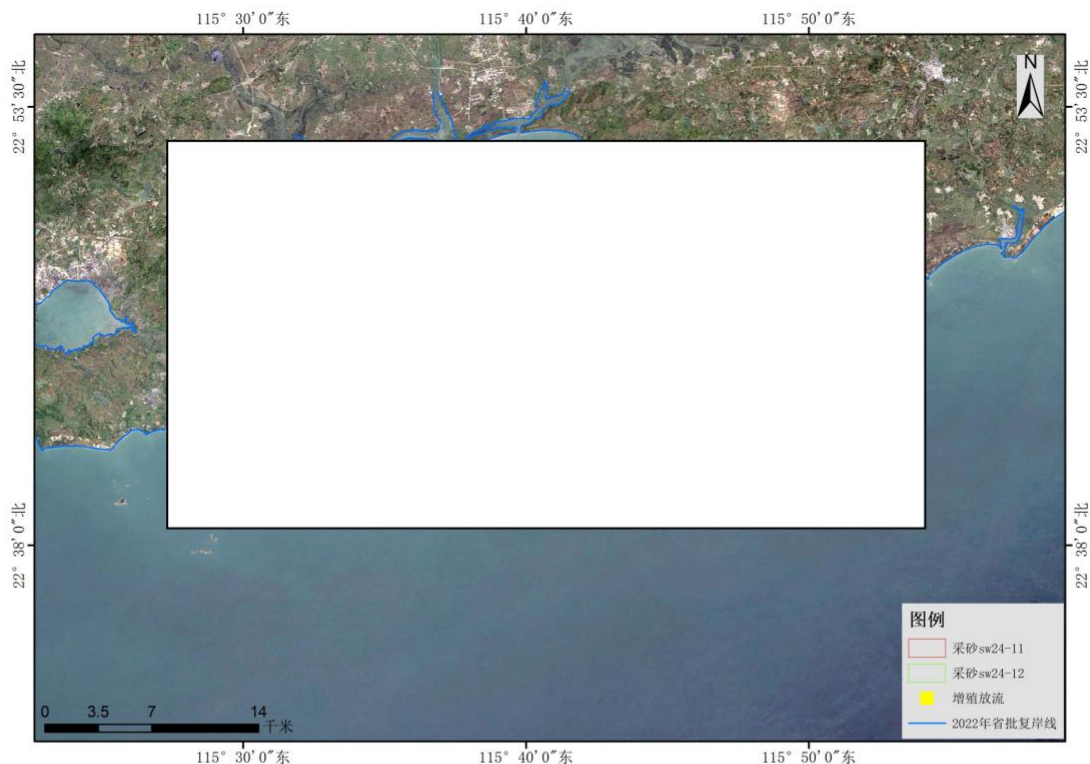 115° 30′0″东
115° 40′0″东
115° 50′0″东
22° 53′30″北
22° 53′30″北
N
22° 38′0″北
22° 38′0″北
图例
采砂sw24-11
采砂sw24-12
增殖放流
2022年省批复岸线
0 3.5 7 14
千米
115° 30′0″东
115° 40′0″东
115° 50′0″东